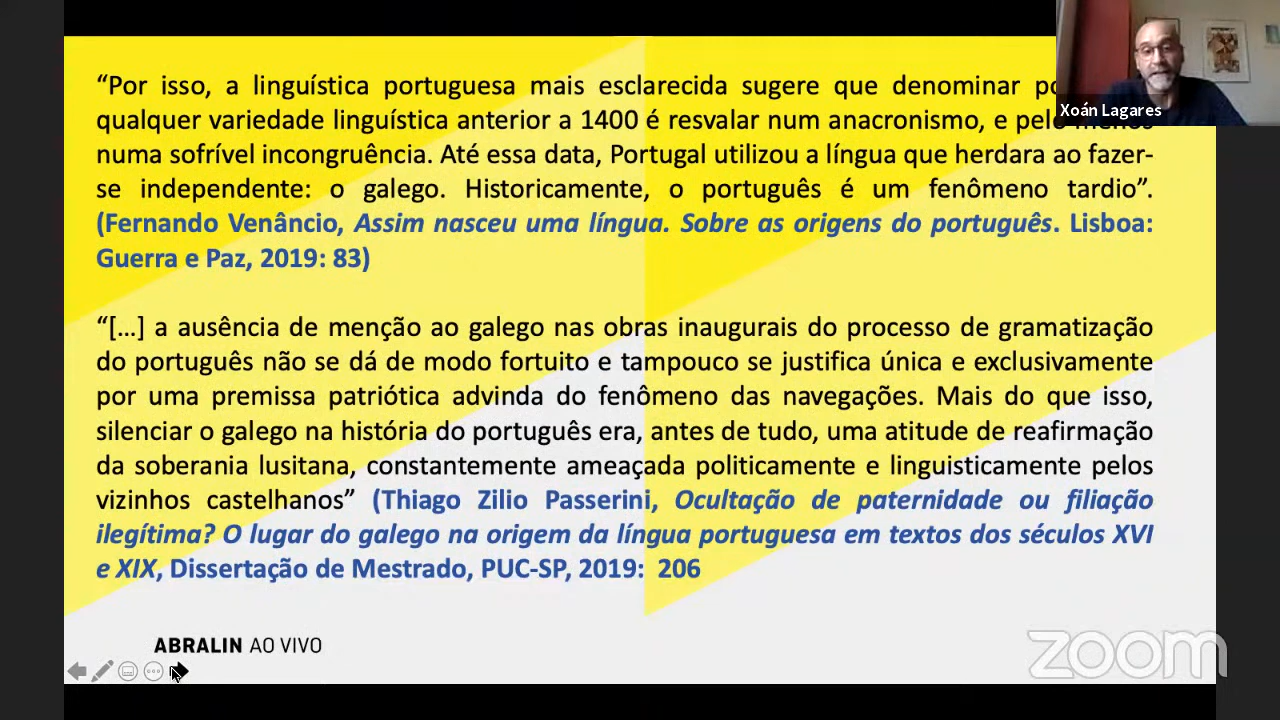 “Por isso, a linguística portuguesa mais esclarecida sugere que denominar
qualquer variedade linguística anterior a 1400 é resvalar num anacronismo, e pelo menos
numa sofrível incongruência. Até essa data, Portugal utilizou a língua que herdara ao fazer-
se independente: o galego. Historicamente, o português é um fenômeno tardio”.
(Fernando Venâncio, Assim nasceu uma língua. Sobre as origens do português. Lisboa:
Guerra e Paz, 2019: 83)
“[…] a ausência de menção ao galego nas obras inaugurais do processo de gramatização
do português não se dá de modo fortuito e tampouco se justifica única e exclusivamente
por uma premissa patriótica advinda do fenômeno das navegações. Mais do que isso,
silenciar o galego na história do português era, antes de tudo, uma atitude de reafirmação
da soberania lusitana, constantemente ameaçada politicamente e linguisticamente pelos
vizinhos castelhanos” (Thiago Zilio Passerini, Ocultação de paternidade ou filiação
ilegítima? O lugar do galego na origem da língua portuguesa em textos dos séculos XVI
e XIX, Dissertação de Mestrado, PUC-SP, 2019: 206
Xoán Lagares
ABRALIN AO VIVO
zoom